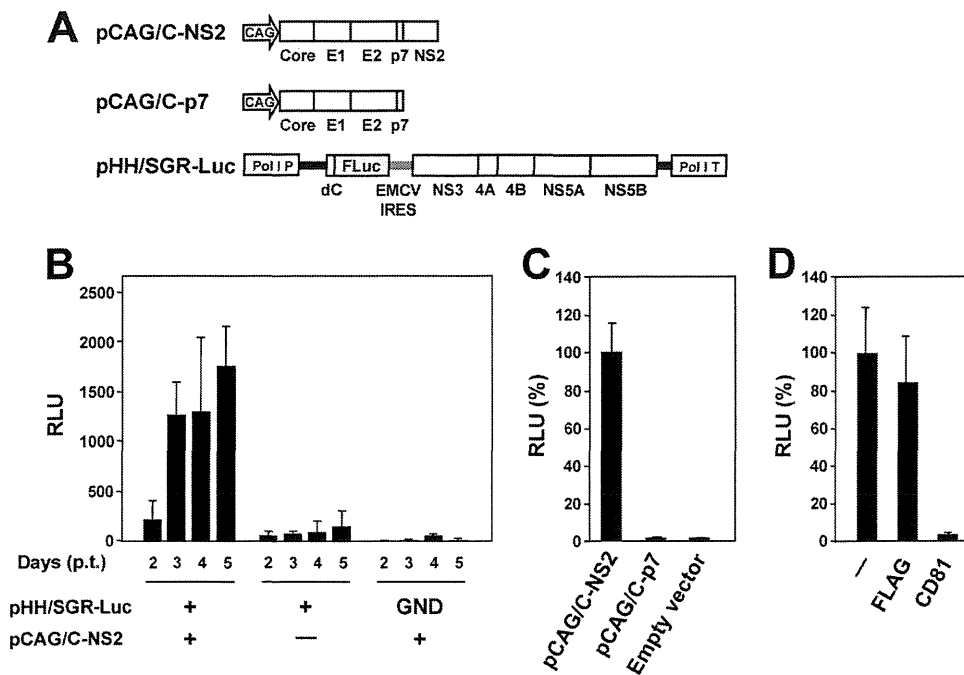 A
pCAG/C-NS2
CAG
Core E1 E2 p7 NS2
pCAG/C-p7
CAG
Core E1 E2 p7
pHH/SGR-Luc
Pol I P
FLuc
Pol I T
dC EMCV IRES NS3 4A 4B NS5A NS5B
B
RLU
2500
2000
1500
1000
500
0
Days (p.t.) 2 3 4 5 2 3 4 5 2 3 4 5
pHH/SGR-Luc + + GND
pCAG/C-NS2 + — +
C
RLU (%)
140
120
100
80
60
40
20
0
pCAG/C-NS2
pCAG/C-p7
Empty vector
D
RLU (%)
140
120
100
80
60
40
20
0
—
FLAG
CD81